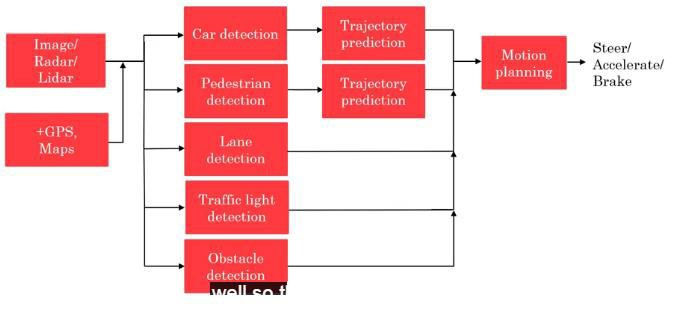 Image/
Radar/
Lidar
+GPS,
Maps
Car detection
Trajectory
prediction
Pedestrian
detection
Trajectory
prediction
Lane
detection
Traffic light
detection
Obstacle
detection
Motion
planning
Steer/
Accelerate/
Brake
well so